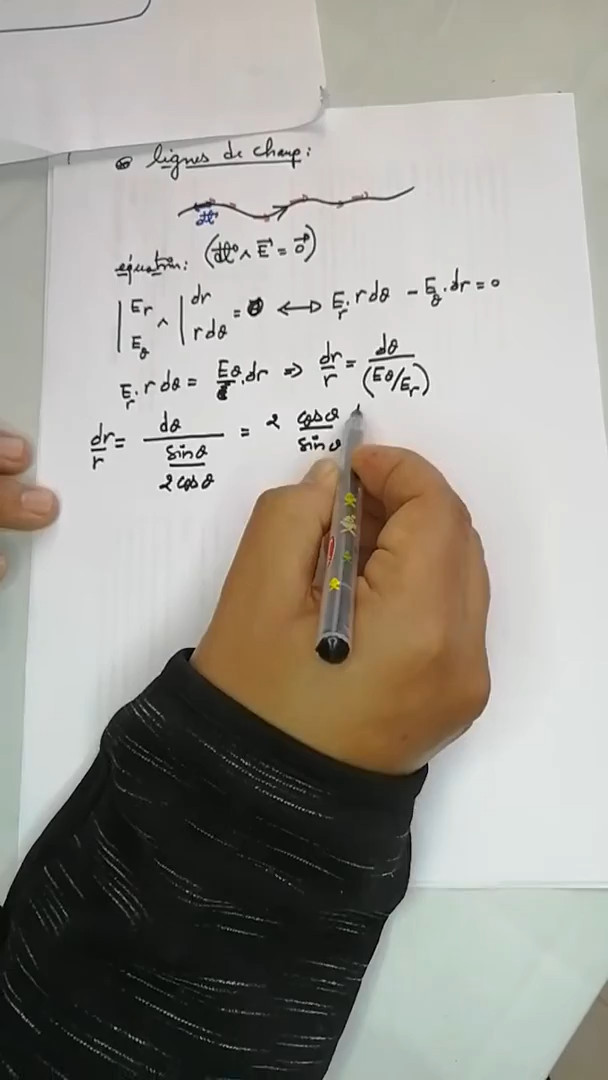 lignes de champ:
dl
équation: (dl ∧ E = 0)
| Er Eθ ∧ | dr rdθ = 0 ⟷ Er. rdθ - Eθ. dr = 0
Er. rdθ = Eθ. dr ⇒ dr/r = dθ/(Eθ/Er)
dr/r = dθ/(sinθ/2cosθ) = 2 cosθ/sinθ